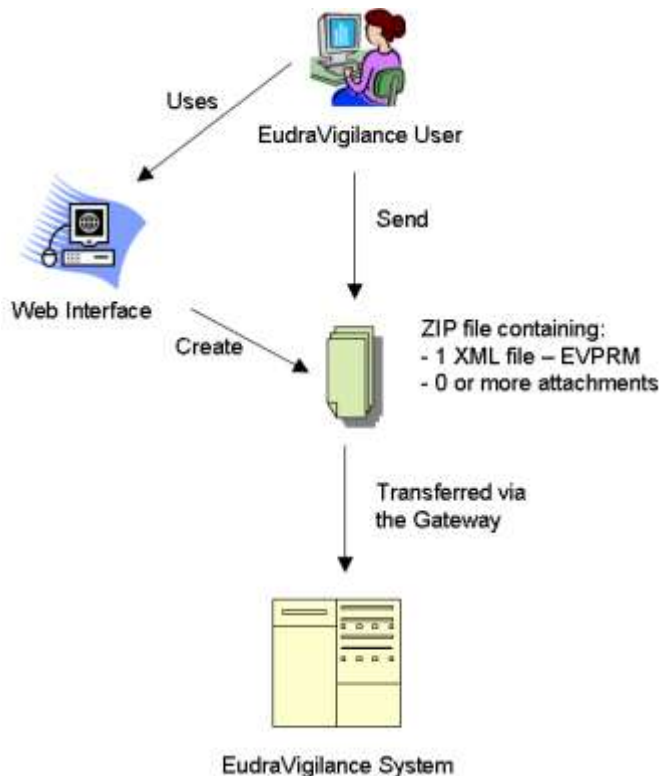 Uses
EudraVigilance User
Send
Web Interface
Create
ZIP file containing:
- 1 XML file – EVPRM
- 0 or more attachments
Transferred via
the Gateway
EudraVigilance System